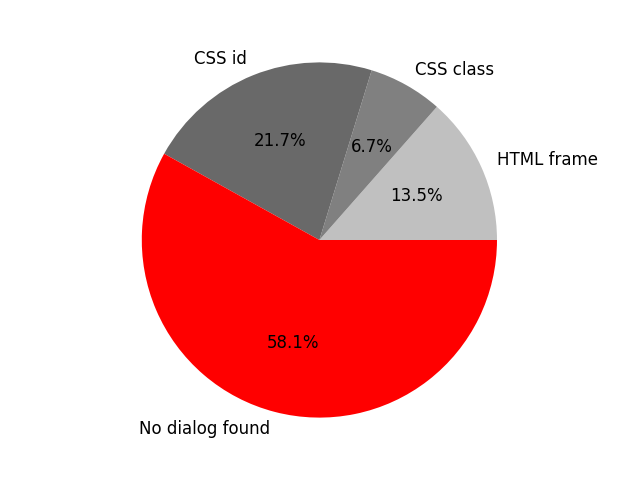 CSS id
CSS class
HTML frame
21.7%
6.7%
13.5%
58.1%
No dialog found